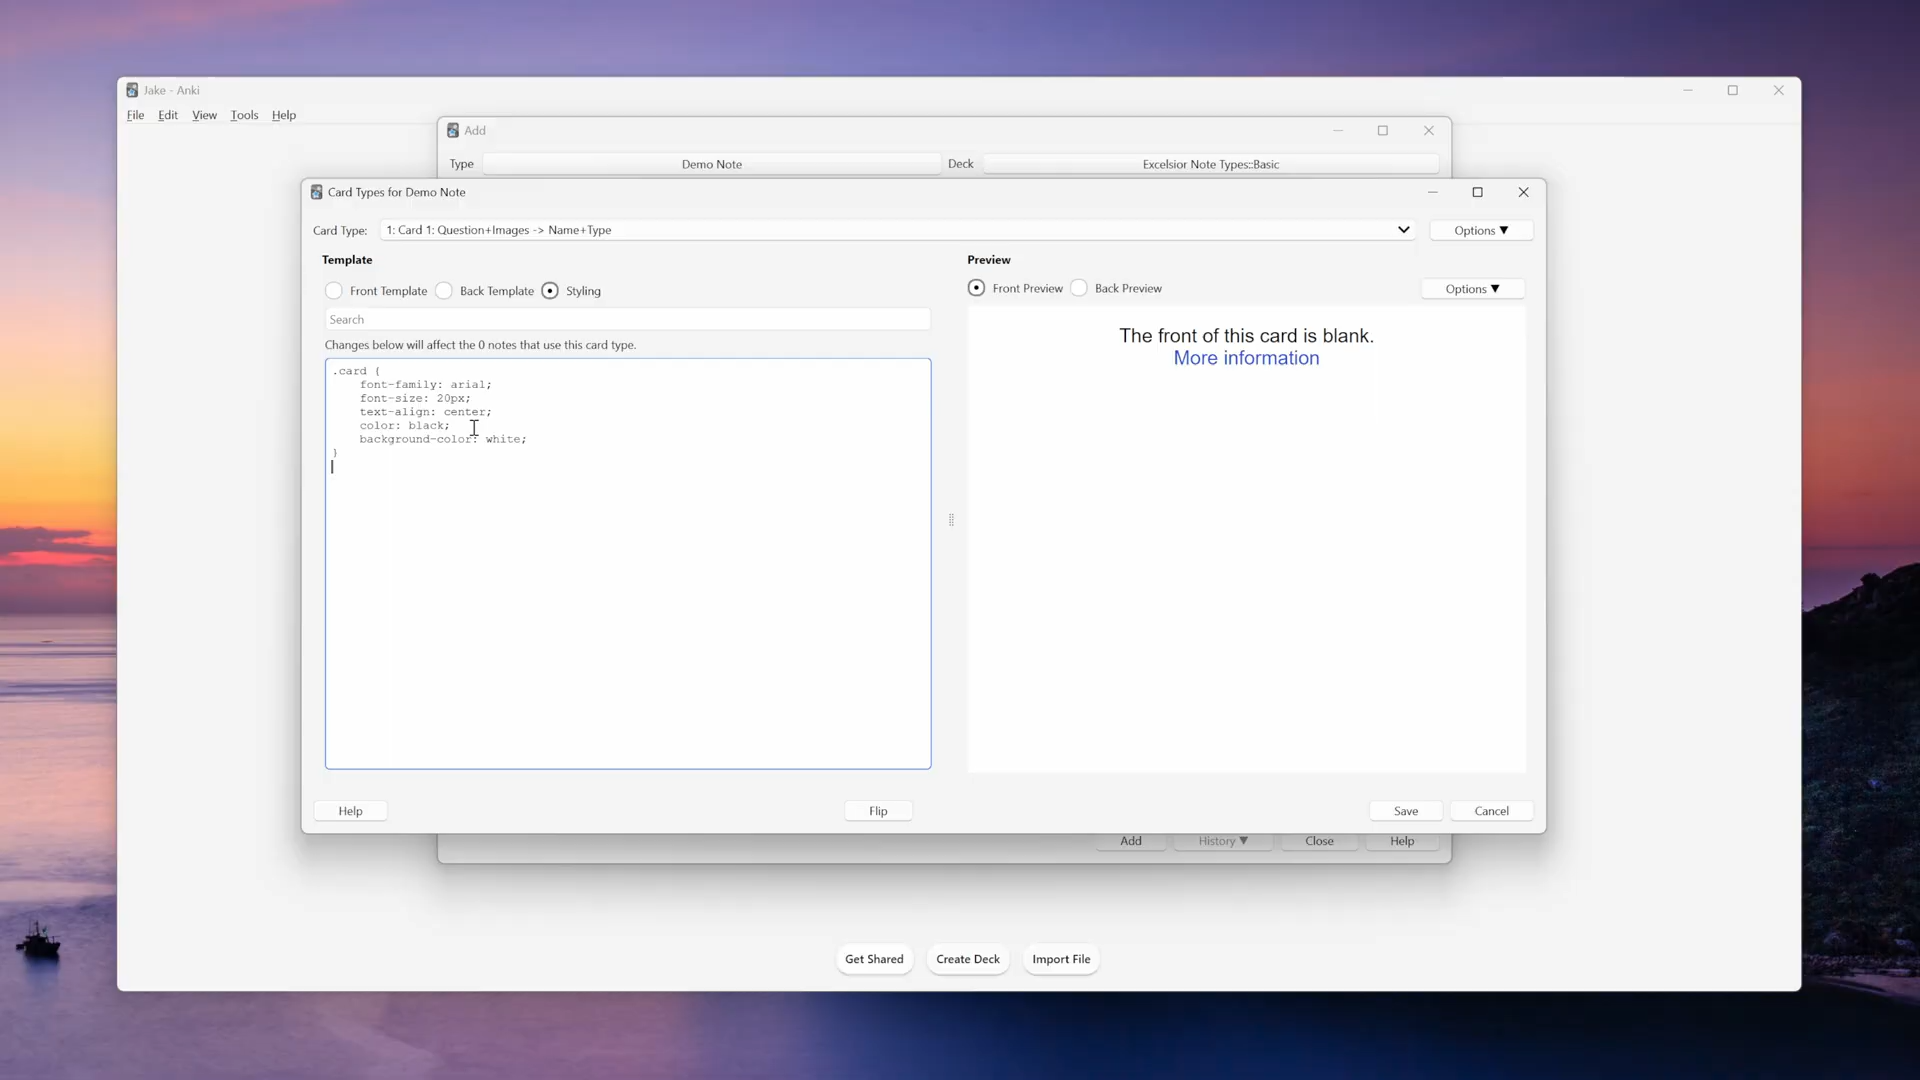 Jake - Anki
File Edit View Tools Help
Add
Type Demo Note Deck Excelsior Note Types::Basic
Card Types for Demo Note
Card Type: 1: Card 1: Question+Images -> Name+Type Options ▼
Template
Front Template Back Template Styling
Search
Changes below will affect the 0 notes that use this card type.
.card {
    font-family: arial;
    font-size: 20px;
    text-align: center;
    color: black;
    background-color: white;
}
Preview
Front Preview Back Preview Options ▼
The front of this card is blank.
More information
Help Flip Save Cancel
Add History ▼ Close Help
Get Shared Create Deck Import File